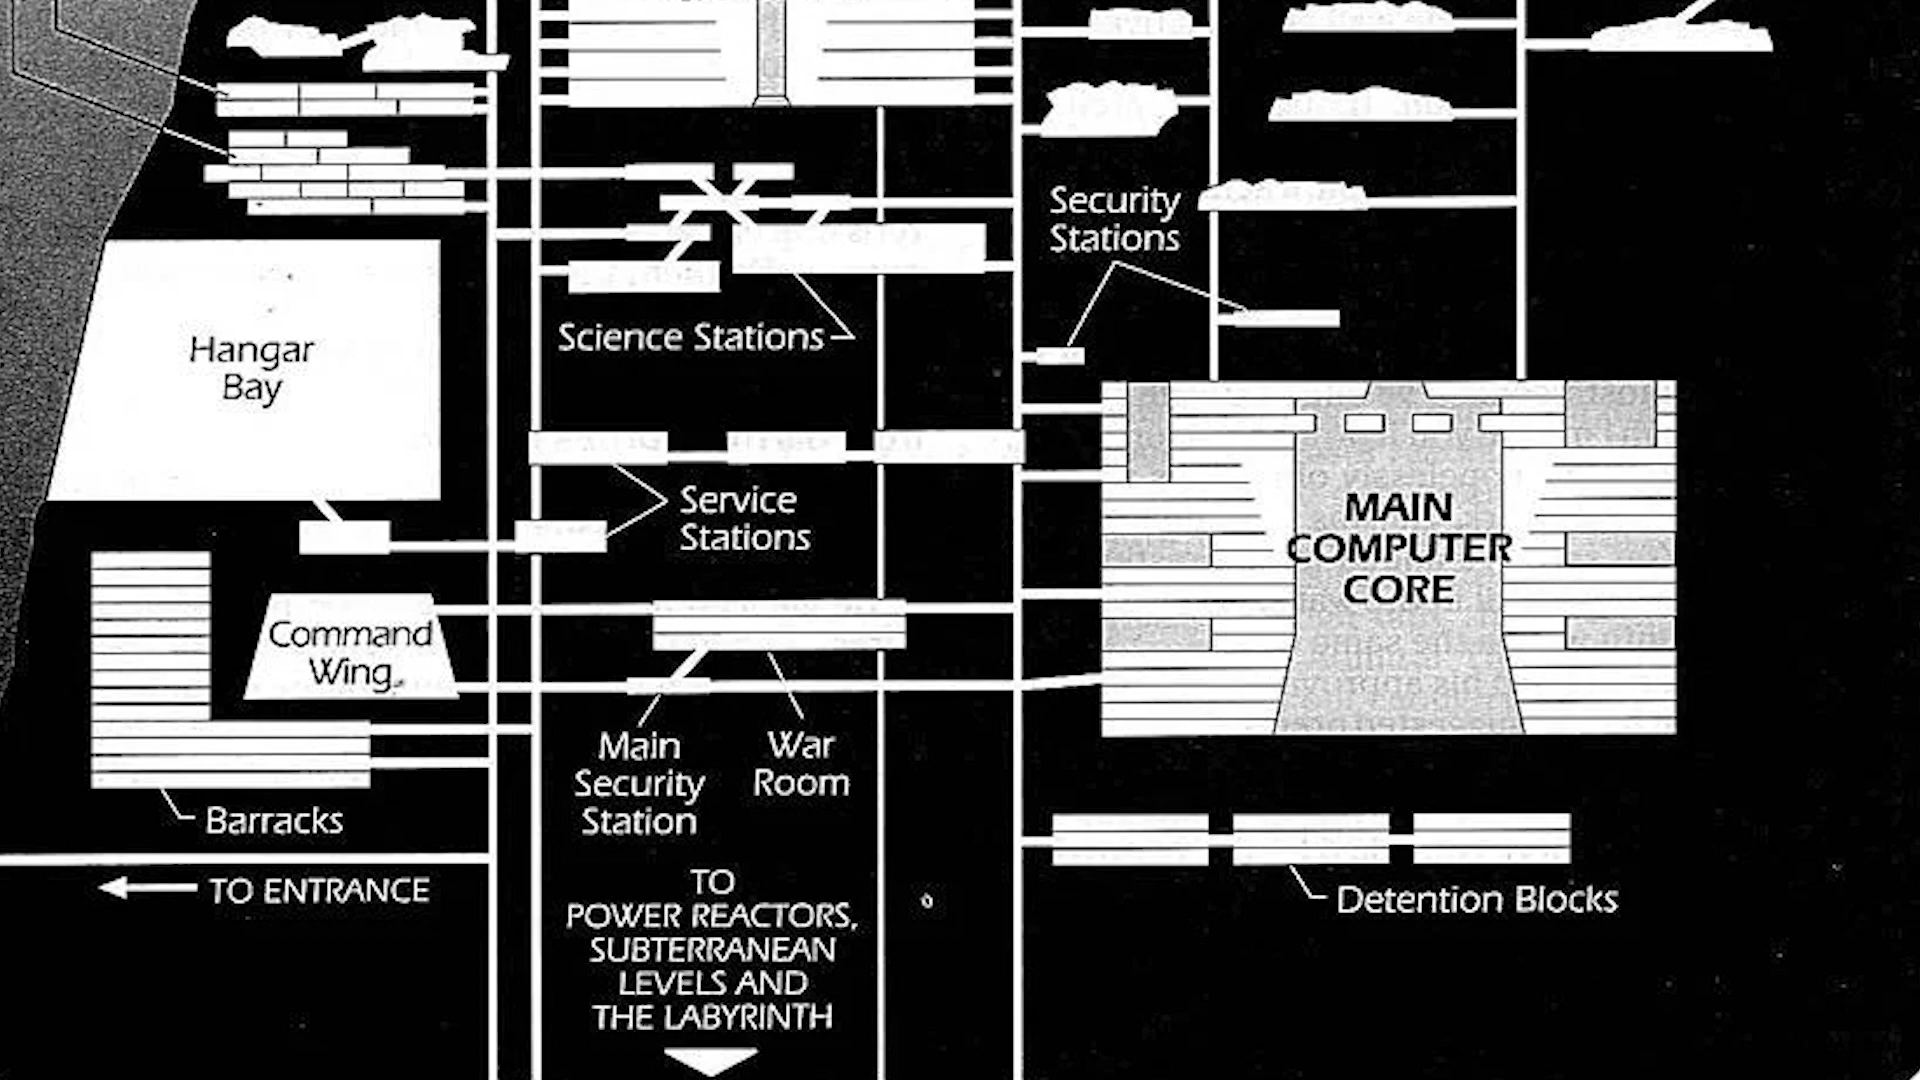 Security
Stations
Science Stations
Hangar
Bay
Service
Stations
MAIN
COMPUTER
CORE
Command
Wing
Main
Security
Station
War
Room
Barracks
TO ENTRANCE
TO
POWER REACTORS,
SUBTERRANEAN
LEVELS AND
THE LABYRINTH
Detention Blocks